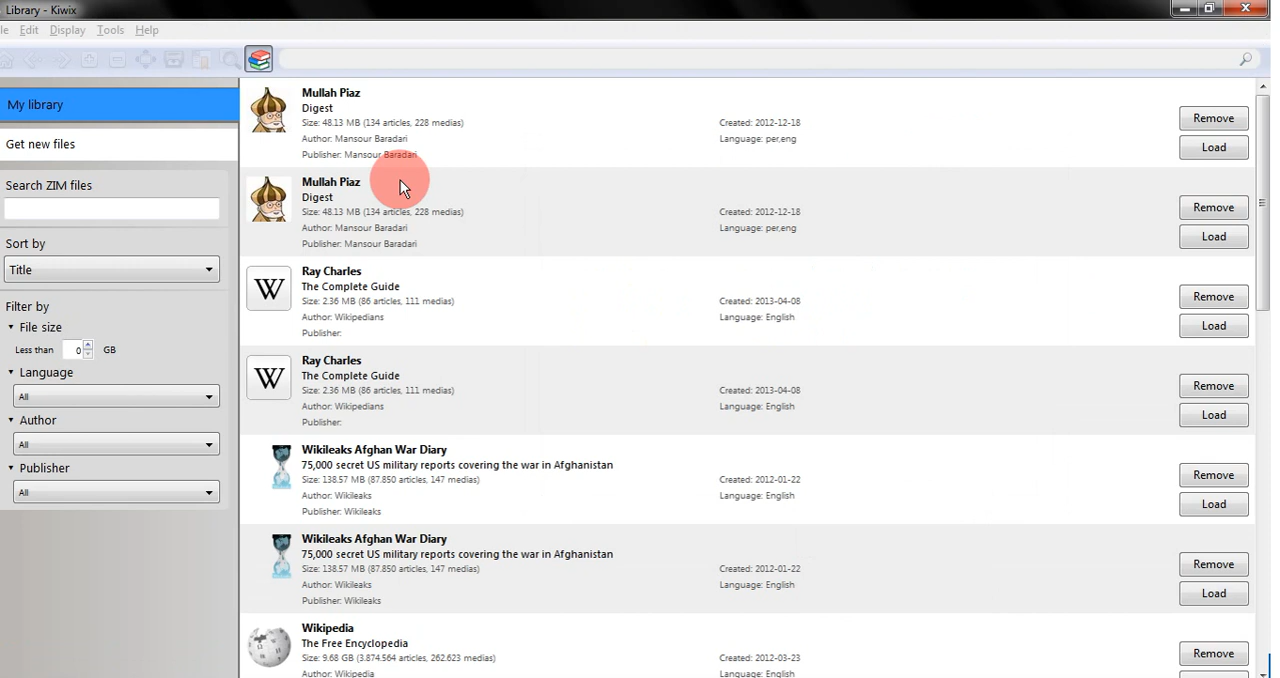 Library - Kiwix
le Edit Display Tools Help
My library
Get new files
Search ZIM files
Sort by
Title
Filter by
File size
Less than 0 GB
Language
All
Author
All
Publisher
All
Mullah Piaz
Digest
Size: 48.13 MB (134 articles, 228 medias)
Author: Mansour Baradari
Publisher: Mansour Baradari
Created: 2012-12-18
Language: per,eng
Remove
Load
Mullah Piaz
Digest
Size: 48.13 MB (134 articles, 228 medias)
Author: Mansour Baradari
Publisher: Mansour Baradari
Created: 2012-12-18
Language: per,eng
Remove
Load
W
Ray Charles
The Complete Guide
Size: 2.36 MB (86 articles, 111 medias)
Author: Wikipedians
Publisher:
Created: 2013-04-08
Language: English
Remove
Load
W
Ray Charles
The Complete Guide
Size: 2.36 MB (86 articles, 111 medias)
Author: Wikipedians
Publisher:
Created: 2013-04-08
Language: English
Remove
Load
Wikileaks Afghan War Diary
75,000 secret US military reports covering the war in Afghanistan
Size: 138.57 MB (87.850 articles, 147 medias)
Author: Wikileaks
Publisher: Wikileaks
Created: 2012-01-22
Language: English
Remove
Load
Wikileaks Afghan War Diary
75,000 secret US military reports covering the war in Afghanistan
Size: 138.57 MB (87.850 articles, 147 medias)
Author: Wikileaks
Publisher: Wikileaks
Created: 2012-01-22
Language: English
Remove
Load
Wikipedia
The Free Encyclopedia
Size: 9.68 GB (3.874.564 articles, 262.623 medias)
Author: Wikipedia
Created: 2012-03-23
Language: English
Remove